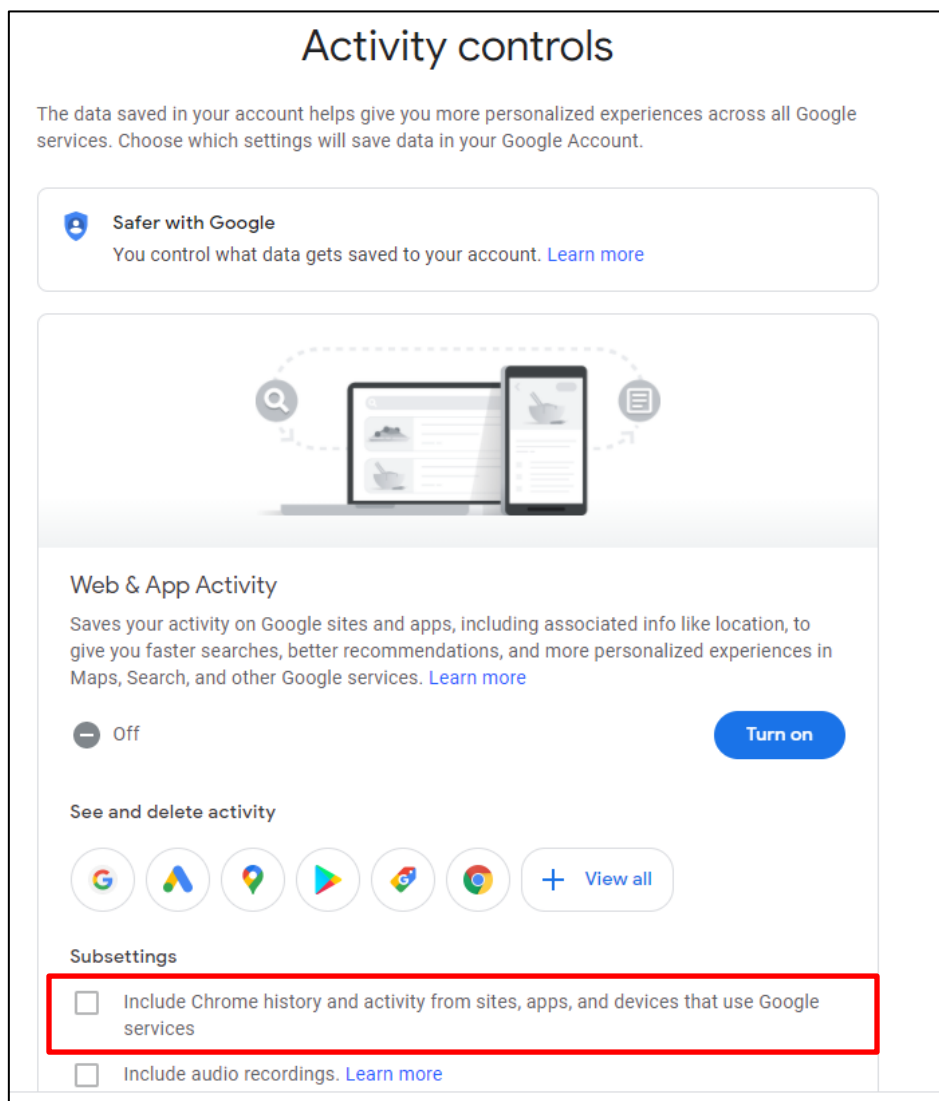 Activity controls
The data saved in your account helps give you more personalized experiences across all Google
services. Choose which settings will save data in your Google Account.
Safer with Google
You control what data gets saved to your account. Learn more
Web & App Activity
Saves your activity on Google sites and apps, including associated info like location, to
give you faster searches, better recommendations, and more personalized experiences in
Maps, Search, and other Google services. Learn more
Off
Turn on
See and delete activity
View all
Subsettings
Include Chrome history and activity from sites, apps, and devices that use Google
services
Include audio recordings. Learn more